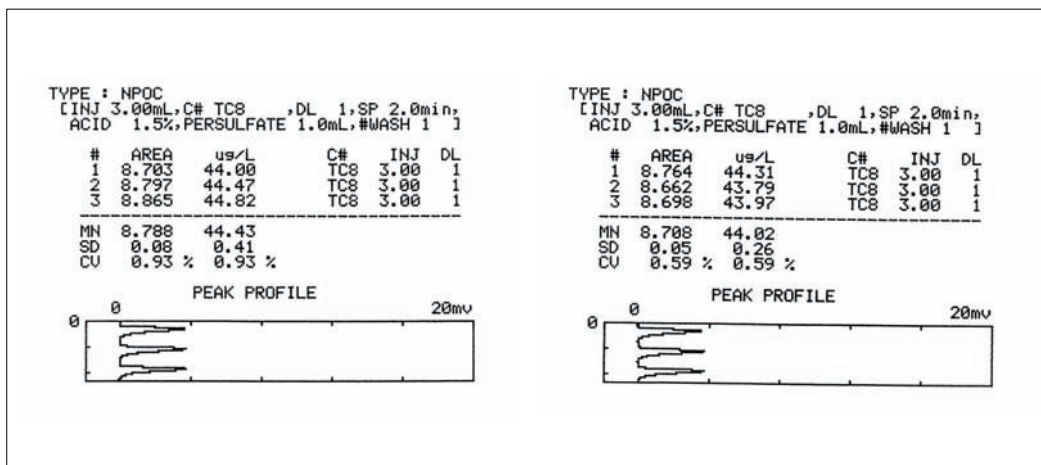 TYPE : NPOC
[INJ 3.00mL,C# TC8 ,DL 1,SP 2.0min,
ACID 1.5%,PERSULFATE 1.0mL,#WASH 1 ]
# AREA ug/L C# INJ DL
1 8.703 44.00 TC8 3.00 1
2 8.797 44.47 TC8 3.00 1
3 8.865 44.82 TC8 3.00 1
MN 8.788 44.43
SD 0.08 0.41
CV 0.93 % 0.93 %
PEAK PROFILE
0 20mv
0
TYPE : NPOC
[INJ 3.00mL,C# TC8 ,DL 1,SP 2.0min,
ACID 1.5%,PERSULFATE 1.0mL,#WASH 1 ]
# AREA ug/L C# INJ DL
1 8.764 44.31 TC8 3.00 1
2 8.662 43.79 TC8 3.00 1
3 8.698 43.97 TC8 3.00 1
MN 8.708 44.02
SD 0.05 0.26
CV 0.59 % 0.59 %
PEAK PROFILE
0 20mv
0